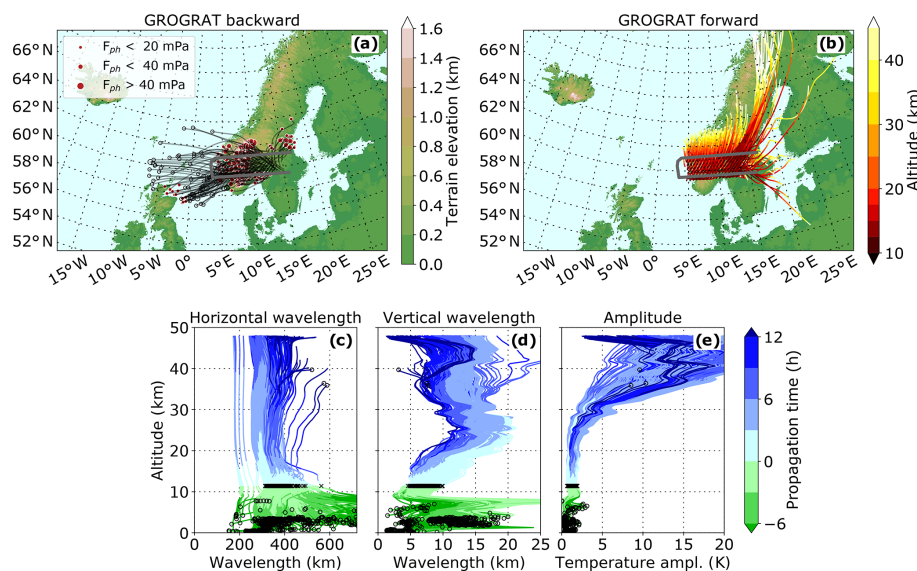 GROGRAT backward
GROGRAT forward
(a)
F_ph < 20 mPa
F_ph < 40 mPa
F_ph > 40 mPa
66°N
64°N
62°N
60°N
58°N
56°N
54°N
52°N
15°W
10°W
5°W
0°
5°E
10°E
15°E
20°E
25°E
1.6
1.4
1.2
1.0
0.8
0.6
0.4
0.2
0.0
Terrain elevation (km)
(b)
66°N
64°N
62°N
60°N
58°N
56°N
54°N
52°N
15°W
10°W
5°W
0°
5°E
10°E
15°E
20°E
25°E
40
30
20
10
Altitude (km)
Horizontal wavelength
Vertical wavelength
Amplitude
(c)
(d)
(e)
50
40
30
20
10
0
Altitude (km)
0 200 400 600
Wavelength (km)
0 5 10 15 20 25
Wavelength (km)
0 5 10 15 20
Temperature ampl. (K)
12
6
0
−6
Propagation time (h)